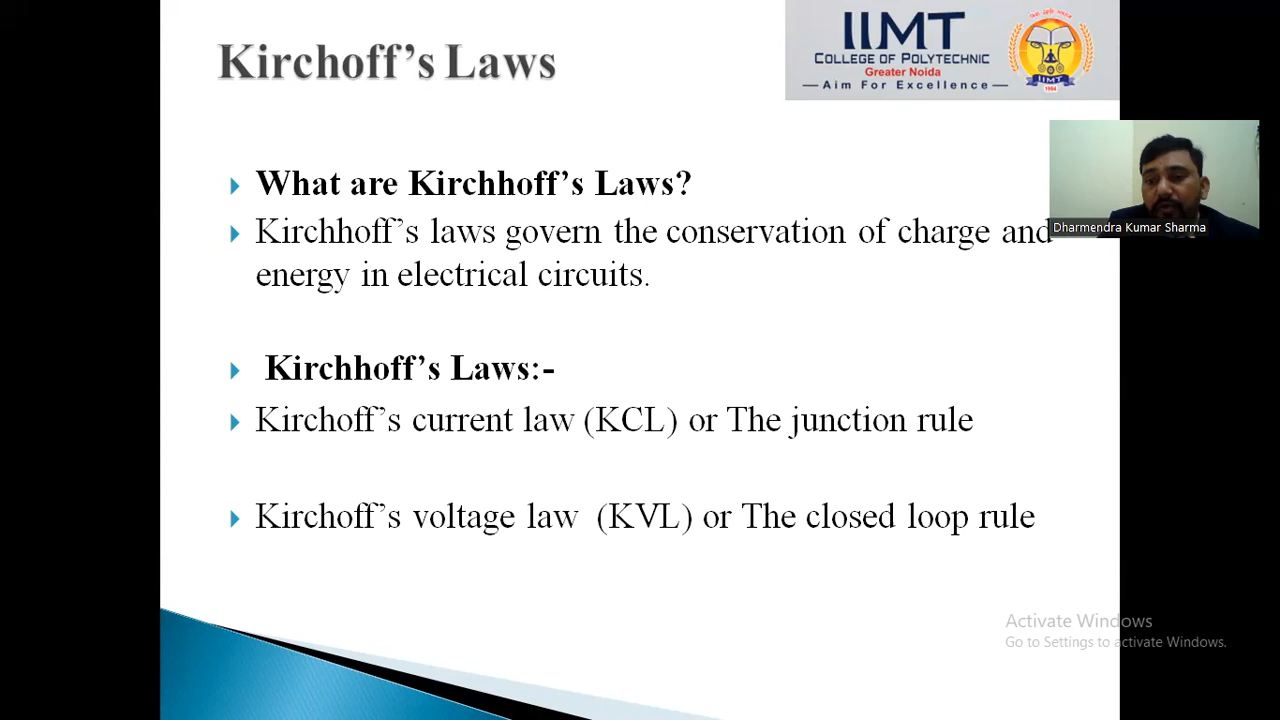 Kirchoff's Laws
IIMT
COLLEGE OF POLYTECHNIC
Greater Noida
—Aim For Excellence—
IIMT
1994
What are Kirchhoff's Laws?
Kirchhoff's laws govern the conservation of charge and
energy in electrical circuits.
Dharmendra Kumar Sharma
Kirchhoff's Laws:-
Kirchoff's current law (KCL) or The junction rule
Kirchoff's voltage law (KVL) or The closed loop rule
Activate Windows
Go to Settings to activate Windows.